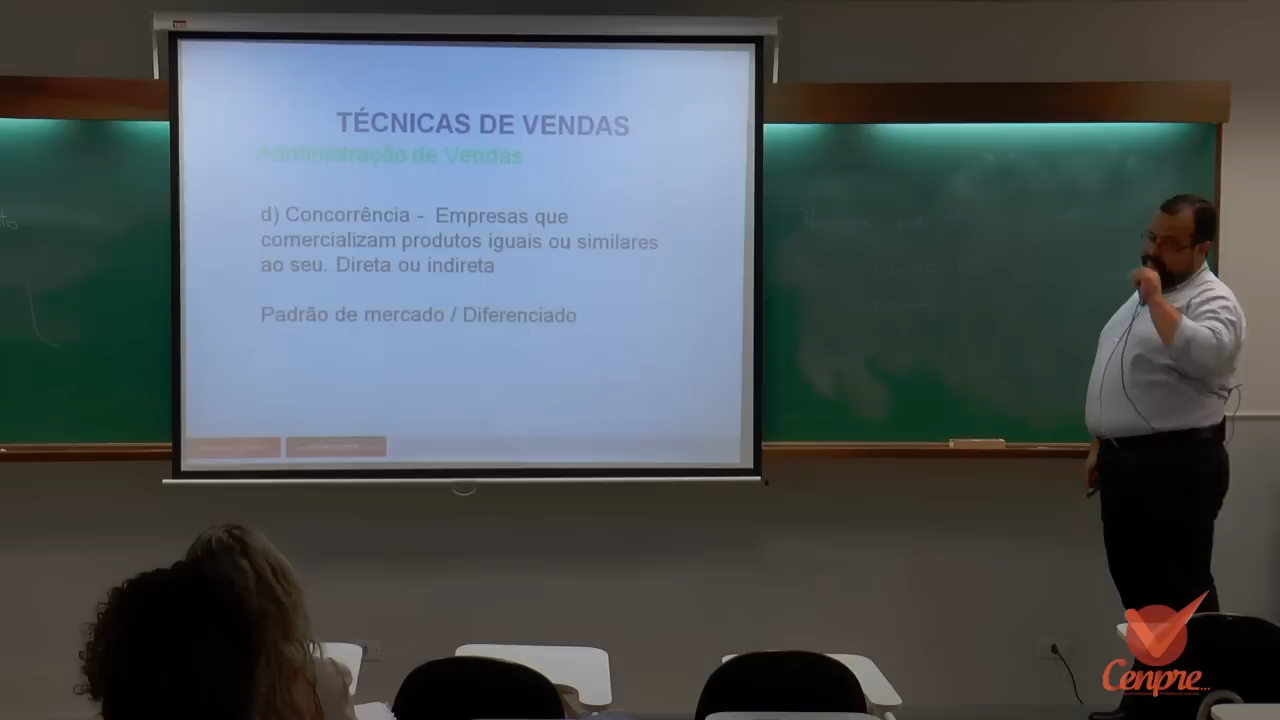 TÉCNICAS DE VENDAS
Administração de Vendas
d) Concorrência - Empresas que
comercializam produtos iguais ou similares
ao seu. Direta ou indireta
Padrão de mercado / Diferenciado
Cenpre...